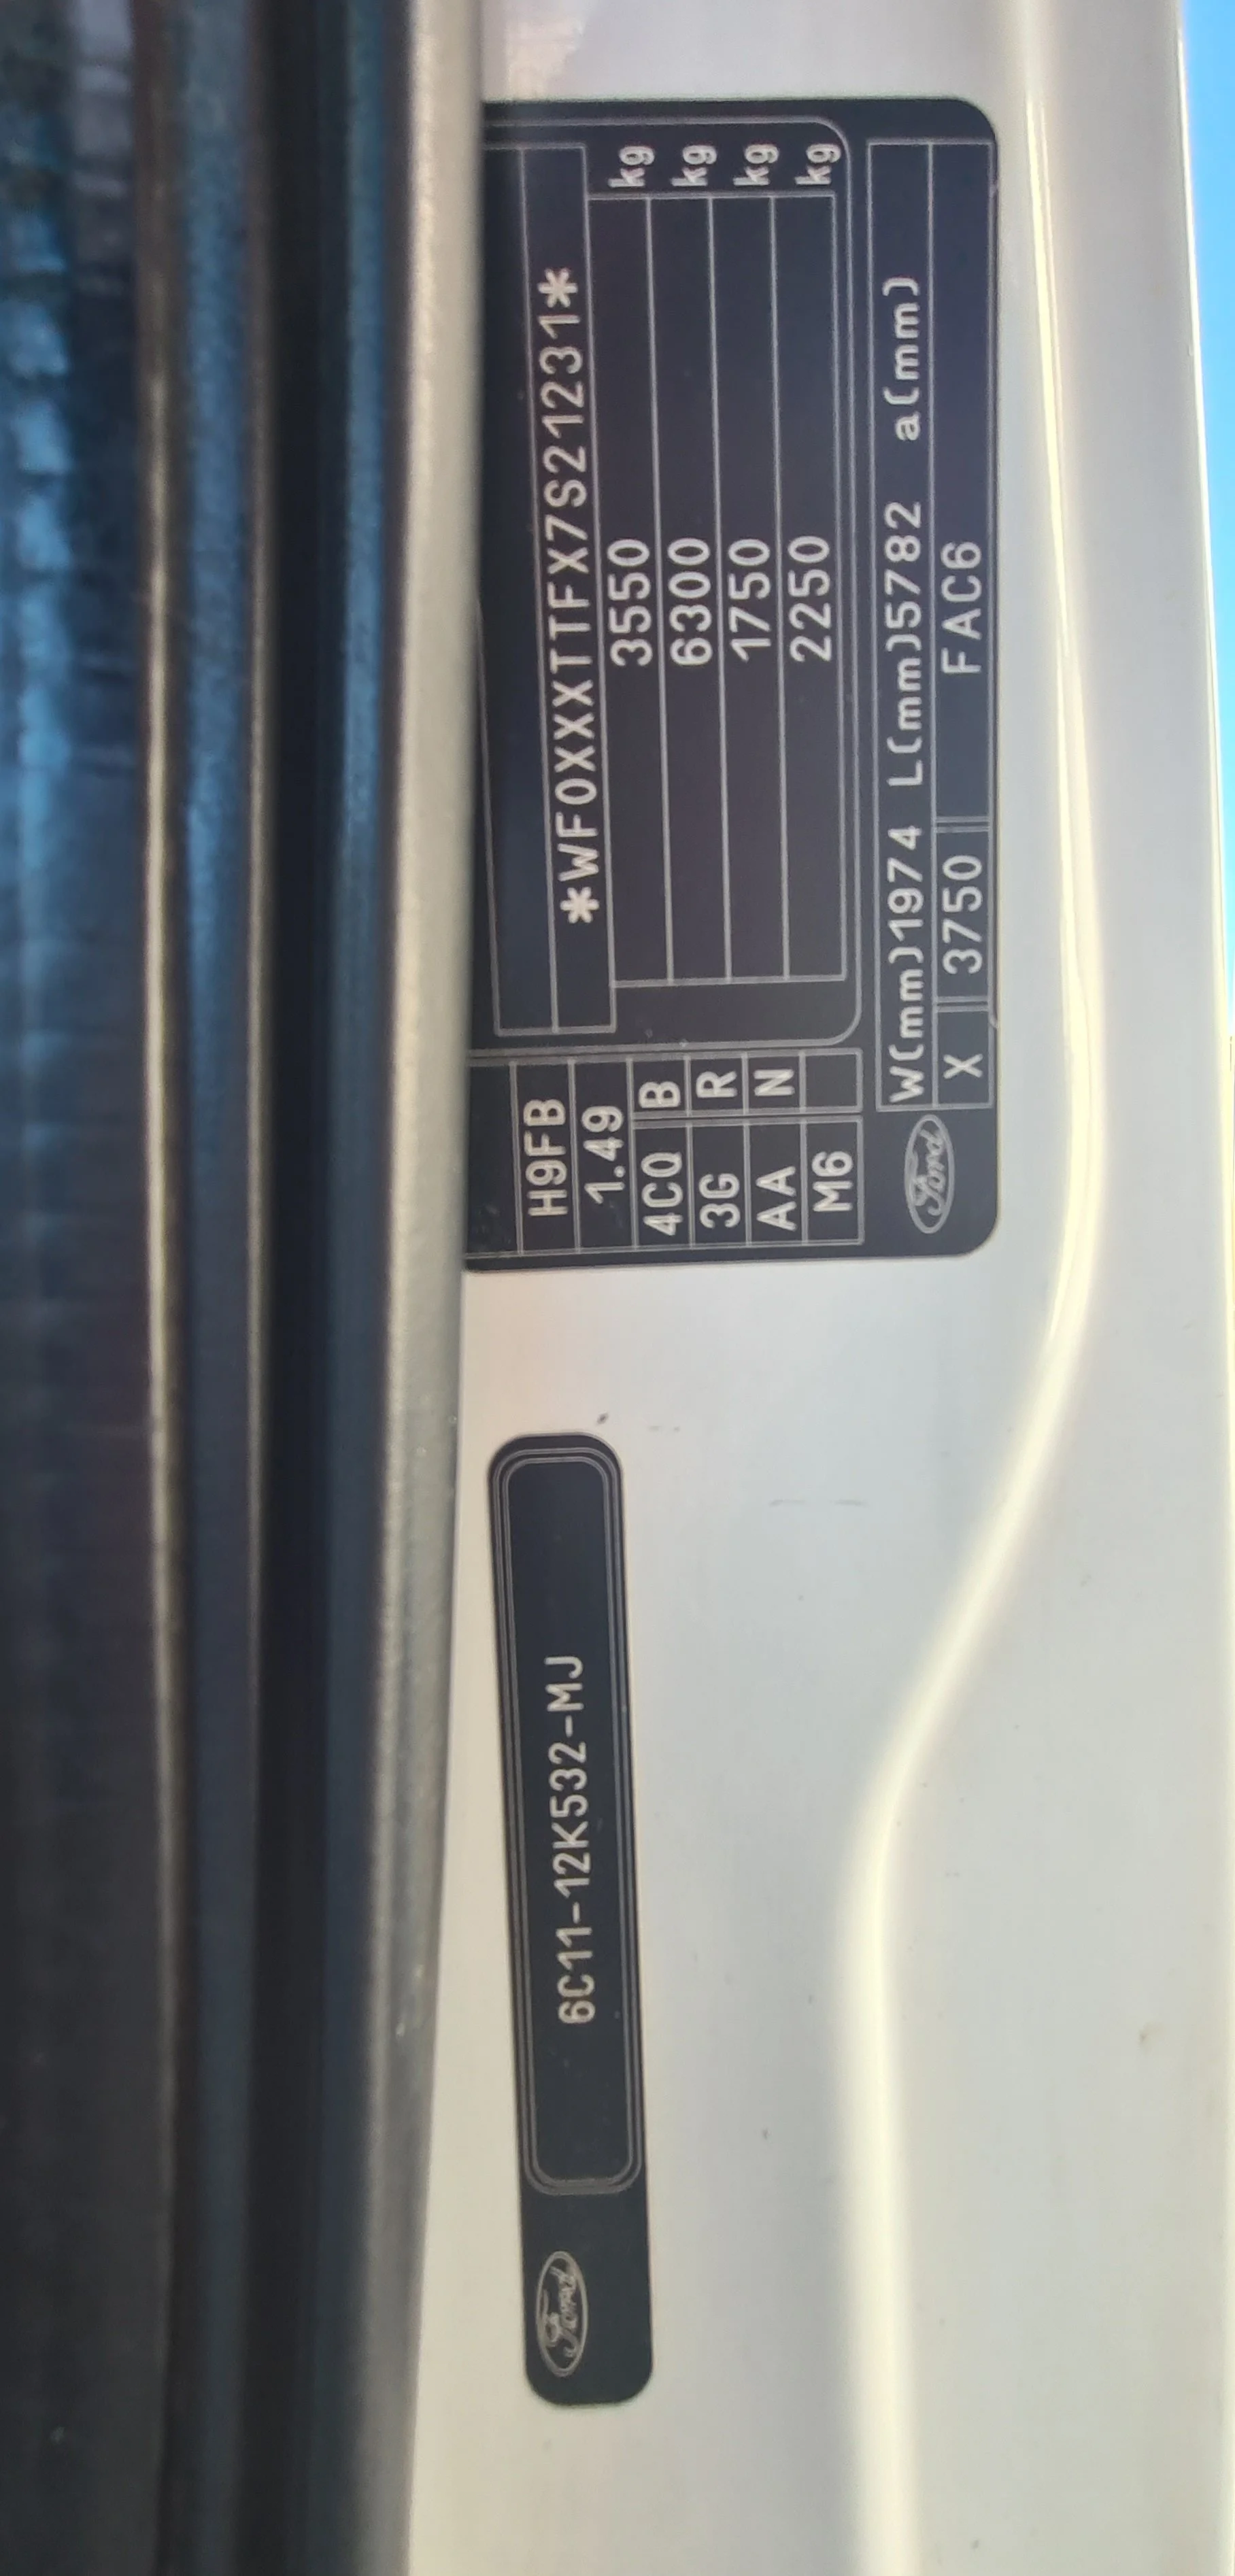 H9FB
1.49
4CQ B
3G R
AA N
M6
*WF0XXXTTFX7S21231*
3550 kg
6300 kg
1750 kg
2250 kg
Ford
W(mm)1974 L(mm)5782 a(mm)
X 3750 FAC6
Ford
6C11-12K532-MJ